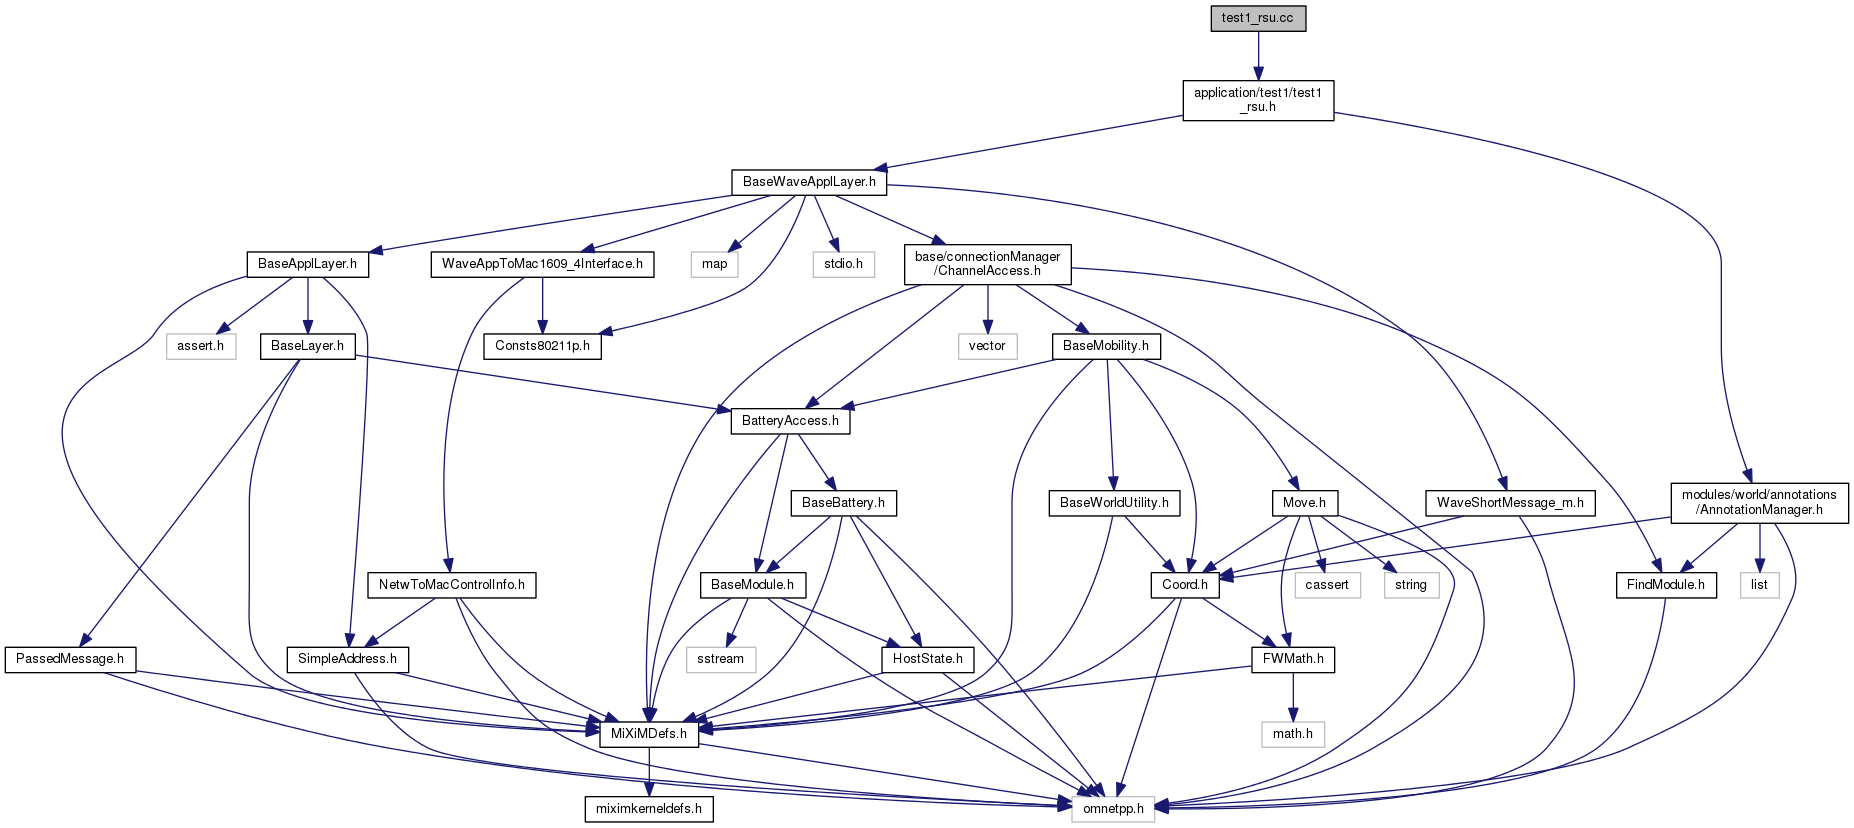 test1_rsu.cc
application/test1/test1
_rsu.h
BaseWaveApplLayer.h
BaseApplLayer.h
WaveAppToMac1609_4Interface.h
map
stdio.h
base/connectionManager
/ChannelAccess.h
assert.h
BaseLayer.h
Consts80211p.h
vector
BaseMobility.h
BatteryAccess.h
BaseBattery.h
BaseWorldUtility.h
Move.h
WaveShortMessage_m.h
modules/world/annotations
/AnnotationManager.h
NetwToMacControlInfo.h
BaseModule.h
Coord.h
cassert
string
FindModule.h
list
PassedMessage.h
SimpleAddress.h
sstream
HostState.h
FWMath.h
MiXiMDefs.h
math.h
miximkerneldefs.h
omnetpp.h